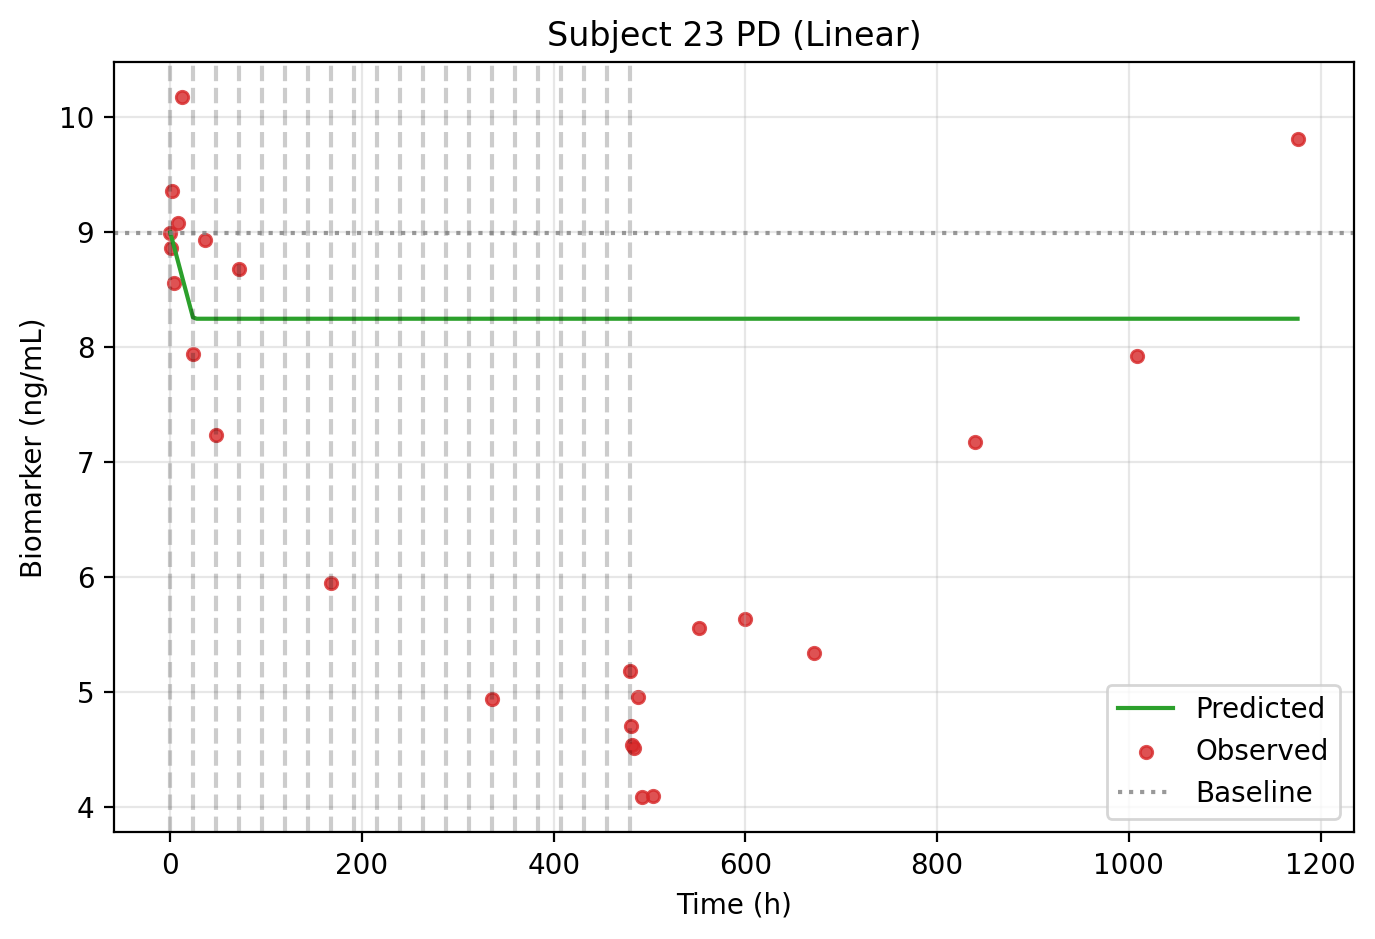 Subject 23 PD (Linear)
Biomarker (ng/mL)
10
9
8
7
6
5
4
0
200
400
600
800
1000
1200
Time (h)
Predicted
Observed
Baseline